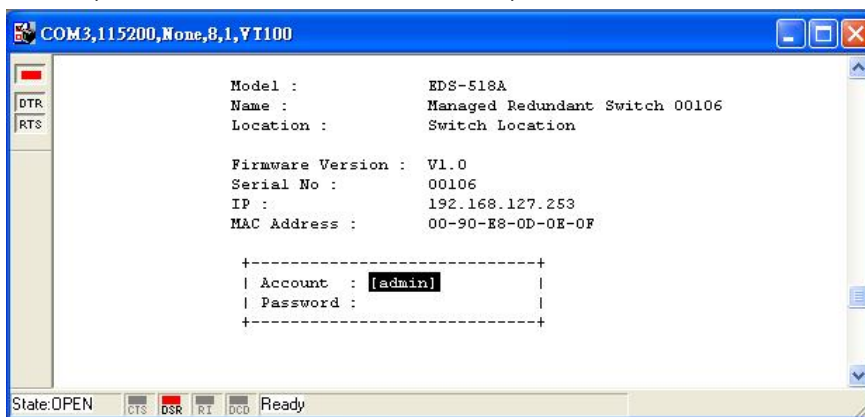 COM3,115200,None,8,1,VT100
DTR
RTS
Model : EDS-518A
Name : Managed Redundant Switch 00106
Location : Switch Location
Firmware Version : V1.0
Serial No : 00106
IP : 192.168.127.253
MAC Address : 00-90-E8-0D-0E-0F
+-----------------------------+
| Account : [admin] |
| Password : |
+-----------------------------+
State:OPEN CTS DSR RI DCD Ready